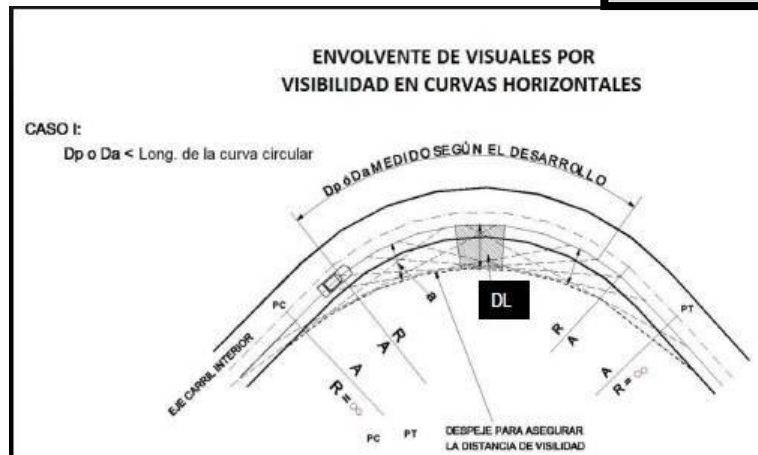 ENVOLVENTE DE VISUALES POR
VISIBILIDAD EN CURVAS HORIZONTALES
CASO I:
Dp o Da < Long. de la curva circular
Dp ó Da MEDIDO SEGÚN EL DESARROLLO
PC
a
DL
PT
EJE CARRIL INTERIOR
R
A
R
A
A
R = ∞
A
R = ∞
PC PT
DESPEJE PARA ASEGURAR
LA DISTANCIA DE VISILIDAD